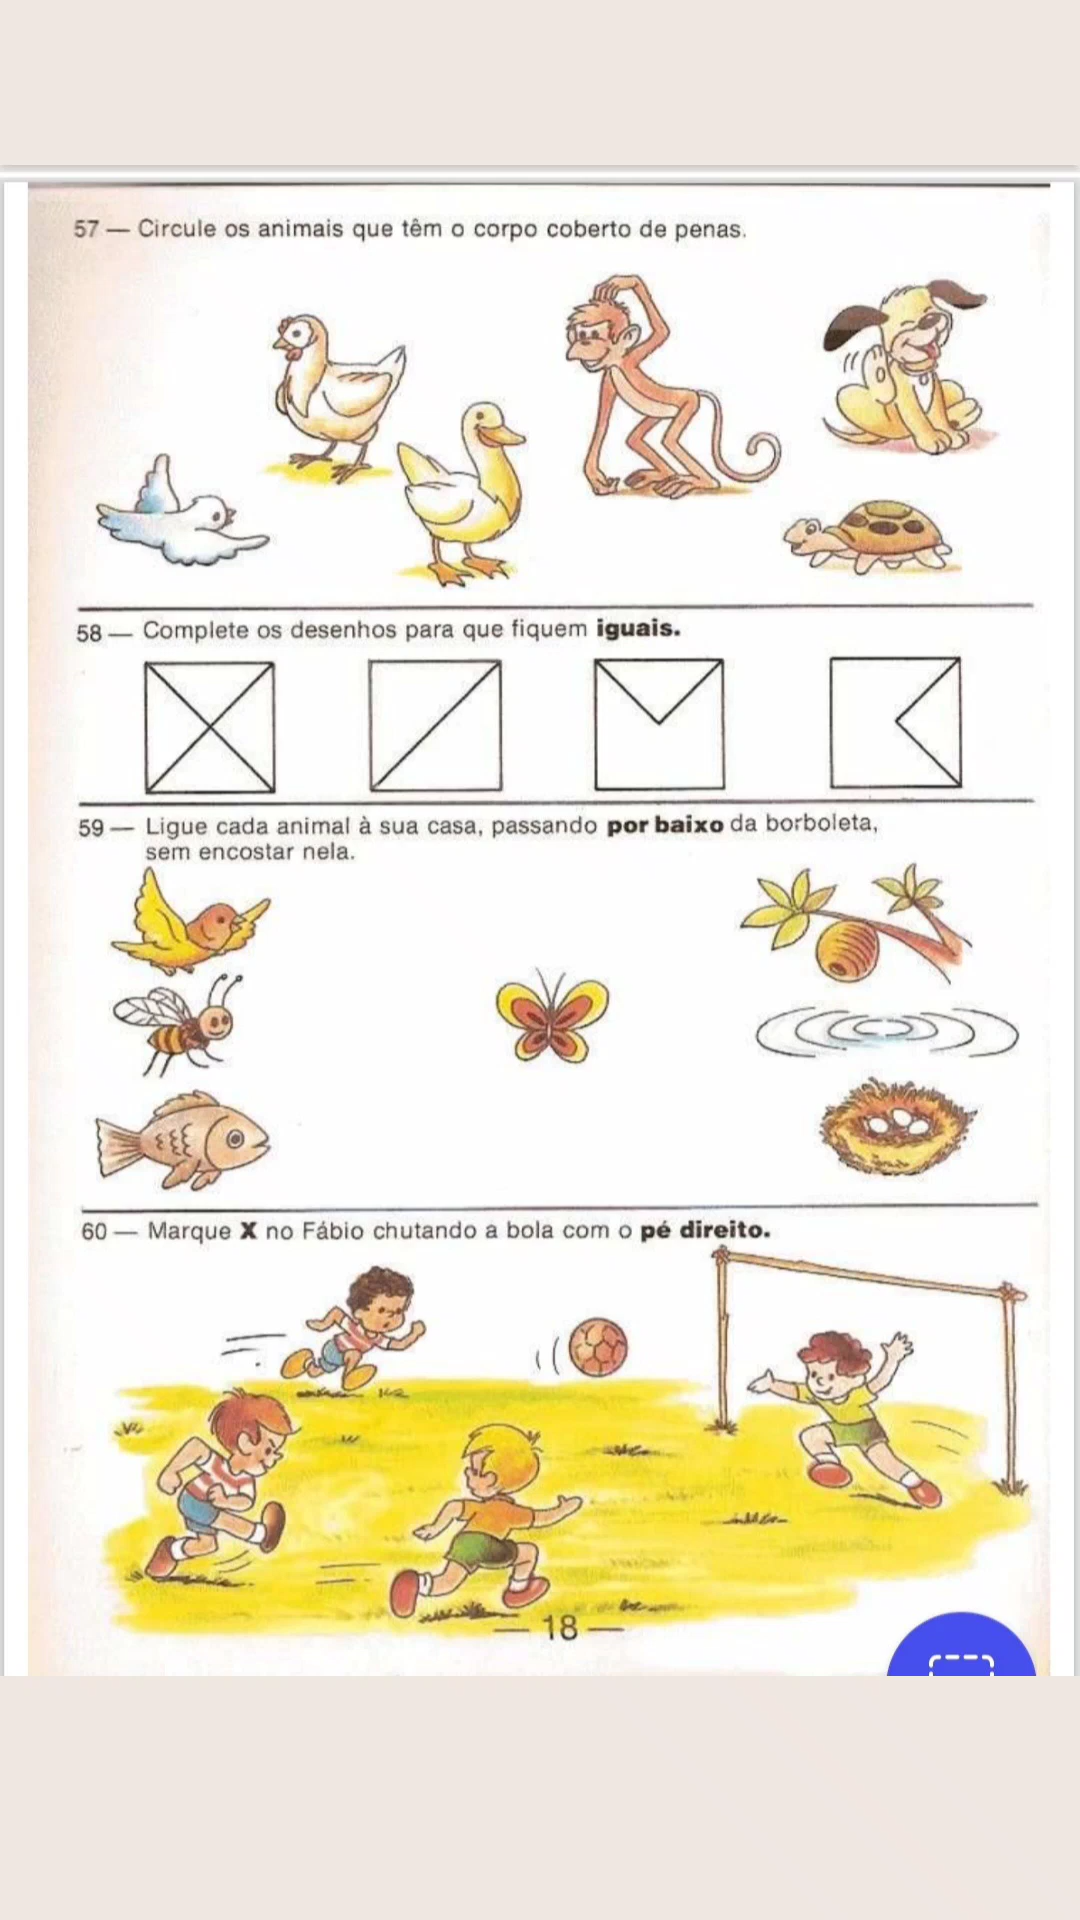 57 — Circule os animais que têm o corpo coberto de penas.
58 — Complete os desenhos para que fiquem iguais.
59 — Ligue cada animal à sua casa, passando por baixo da borboleta,
sem encostar nela.
60 — Marque X no Fábio chutando a bola com o pé direito.
— 18 —